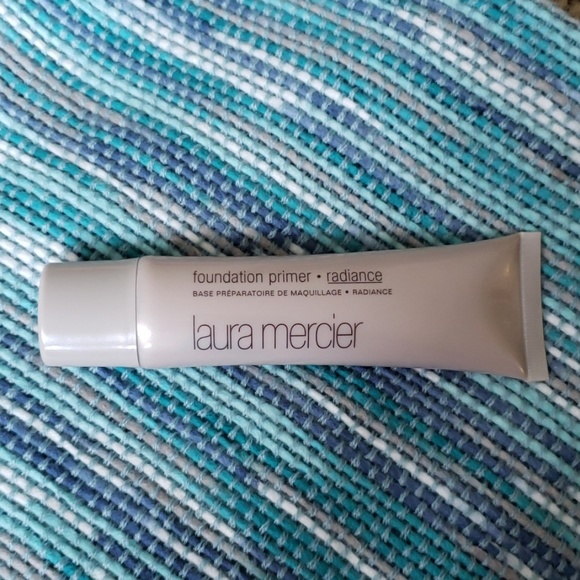 foundation primer • radiance
BASE PRÉPARATOIRE DE MAQUILLAGE • RADIANCE
laura mercier